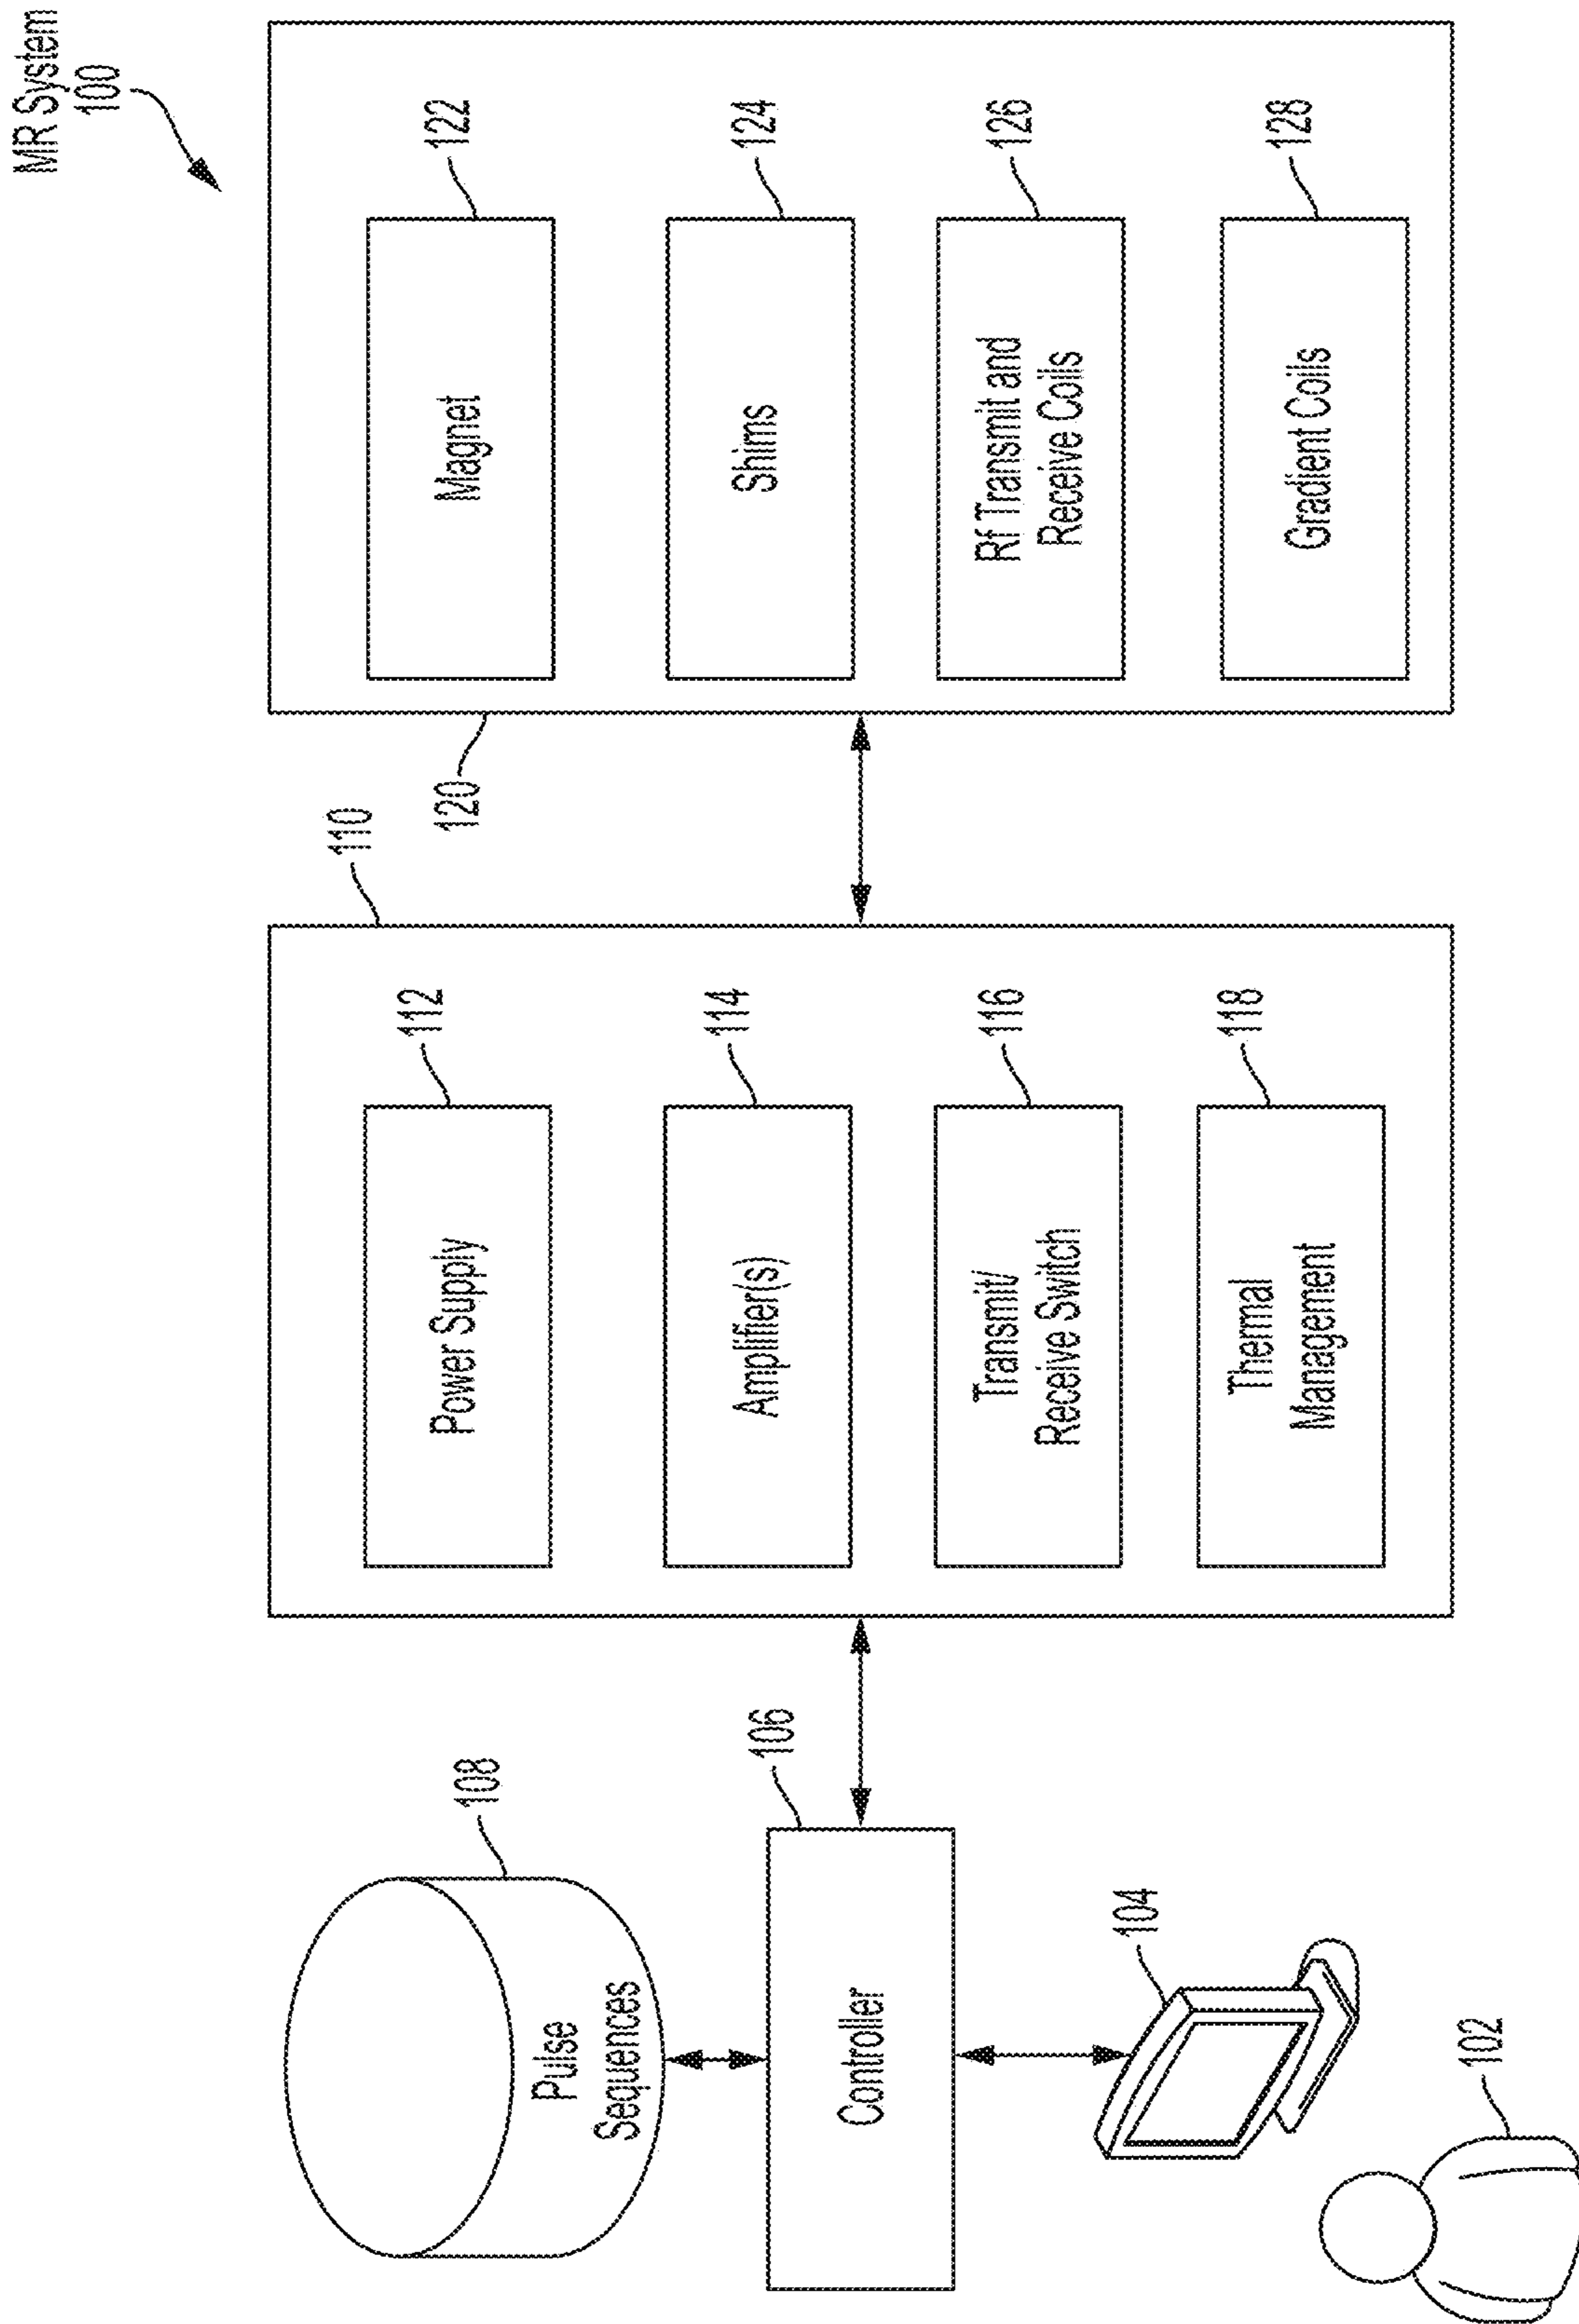 MR System
100
108
Pulse
Sequences
106
Controller
104
102
110
112
Power Supply
114
Amplifier(s)
116
Transmit/
Receive Switch
118
Thermal
Management
120
122
Magnet
124
Shims
126
Rf Transmit and
Receive Coils
128
Gradient Coils